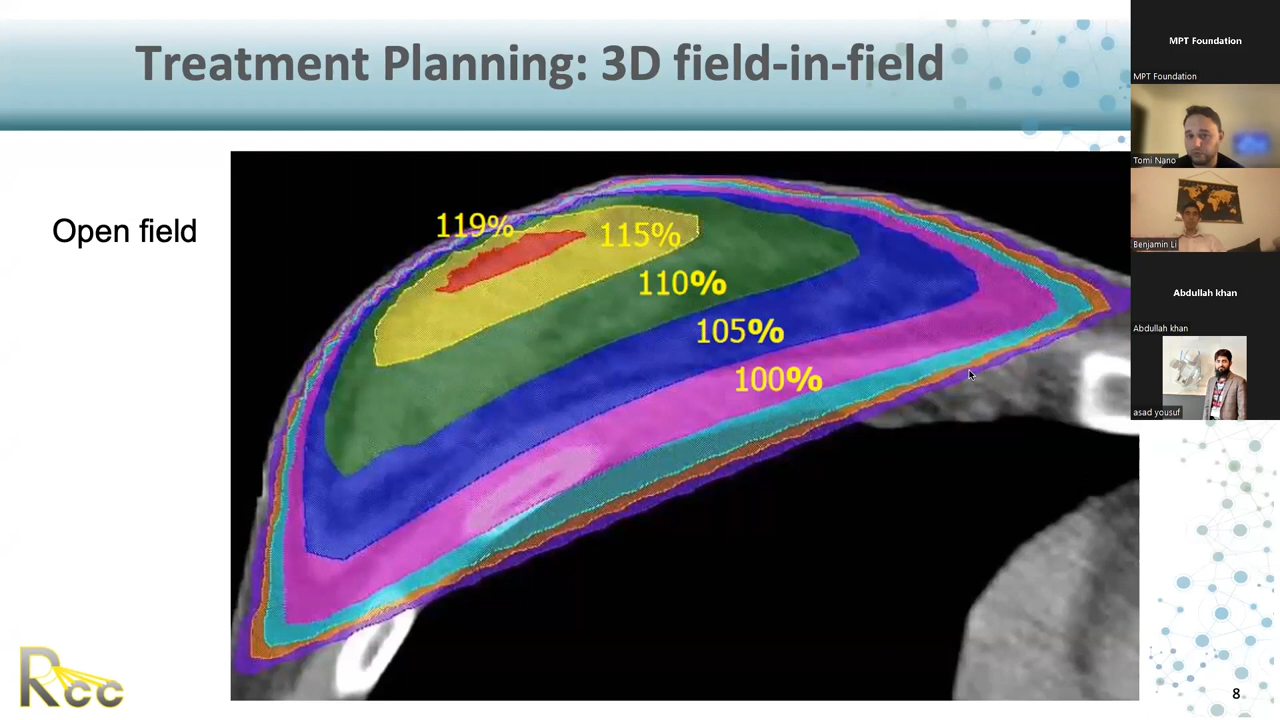 Treatment Planning: 3D field-in-field
Open field
119%
115%
110%
105%
100%
Rcc
8
MPT Foundation
MPT Foundation
Tomi Nano
Benjamin Li
Abdullah khan
Abdullah khan
asad yousuf